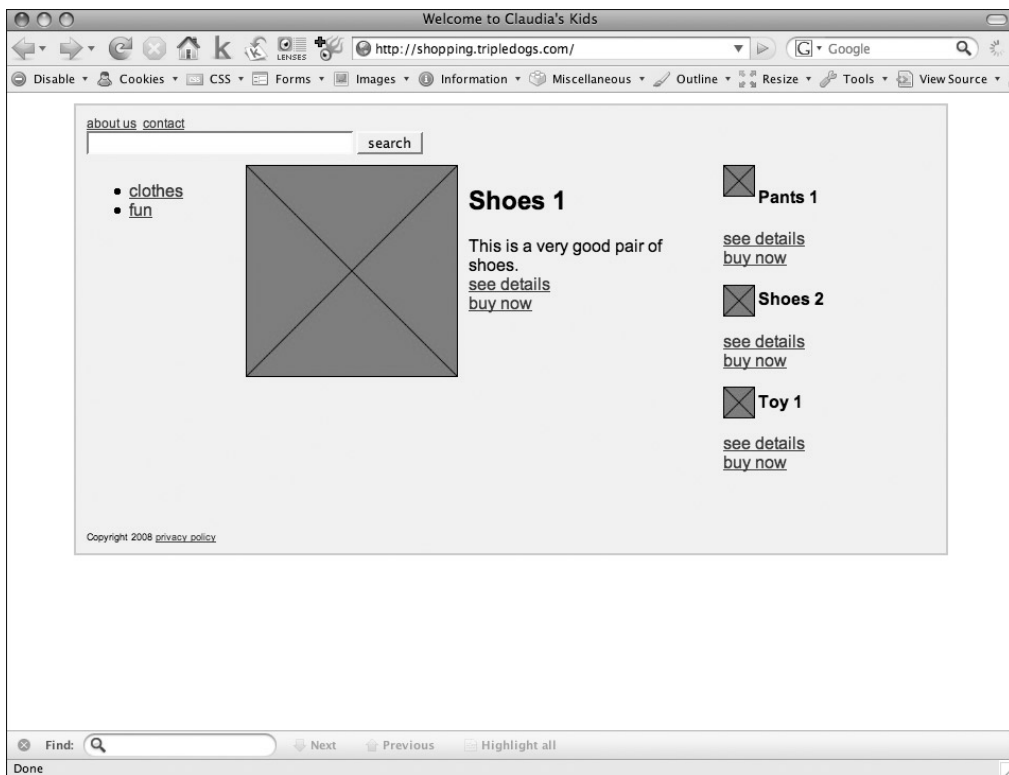 Welcome to Claudia's Kids
k
LENSES
http://shopping.tripledogs.com/
G
Google
Disable Cookies CSS Forms Images Information Miscellaneous Outline Resize Tools View Source
about us contact
search
clothes
fun
Shoes 1
This is a very good pair of
shoes.
see details
buy now
Pants 1
see details
buy now
Shoes 2
see details
buy now
Toy 1
see details
buy now
Copyright 2008 privacy policy
Find: Next Previous Highlight all
Done